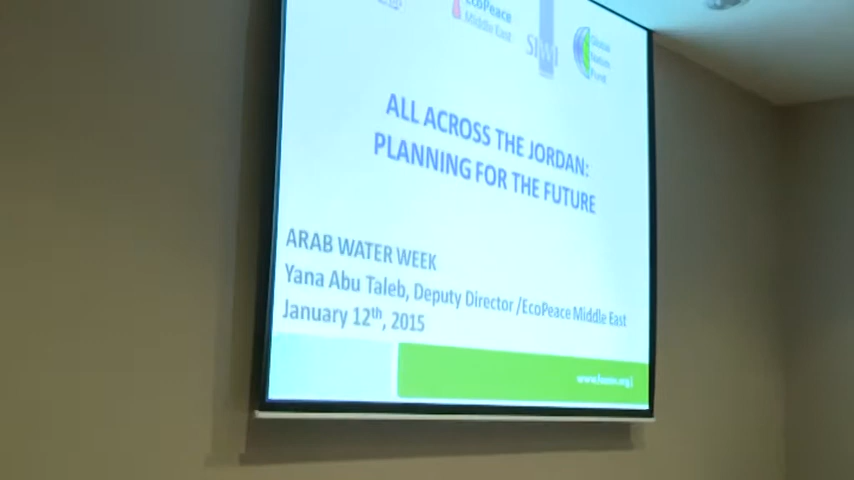 EcoPeace
Middle East
SIWI
ALL ACROSS THE JORDAN:
PLANNING FOR THE FUTURE
ARAB WATER WEEK
Yana Abu Taleb, Deputy Director /EcoPeace Middle East
January 12th, 2015